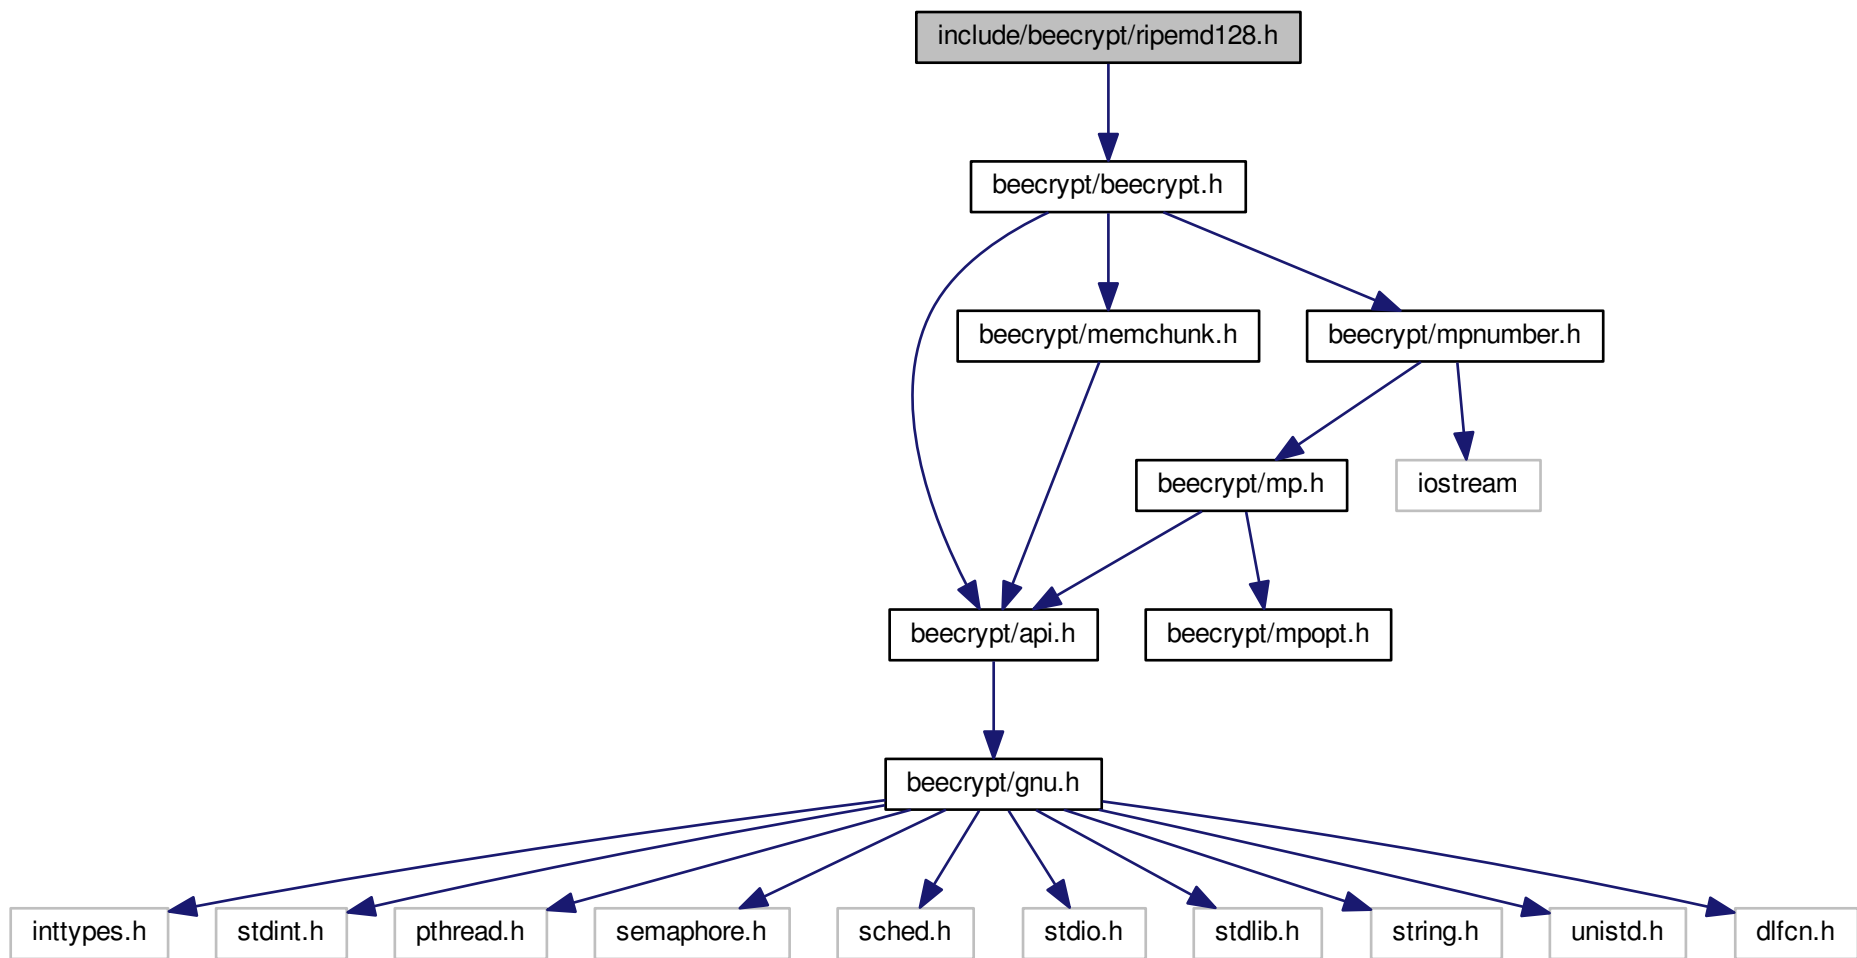 include/beecrypt/ripemd128.h
beecrypt/beecrypt.h
beecrypt/memchunk.h
beecrypt/mpnumber.h
beecrypt/mp.h
iostream
beecrypt/api.h
beecrypt/mpopt.h
beecrypt/gnu.h
inttypes.h
stdint.h
pthread.h
semaphore.h
sched.h
stdio.h
stdlib.h
string.h
unistd.h
dlfcn.h